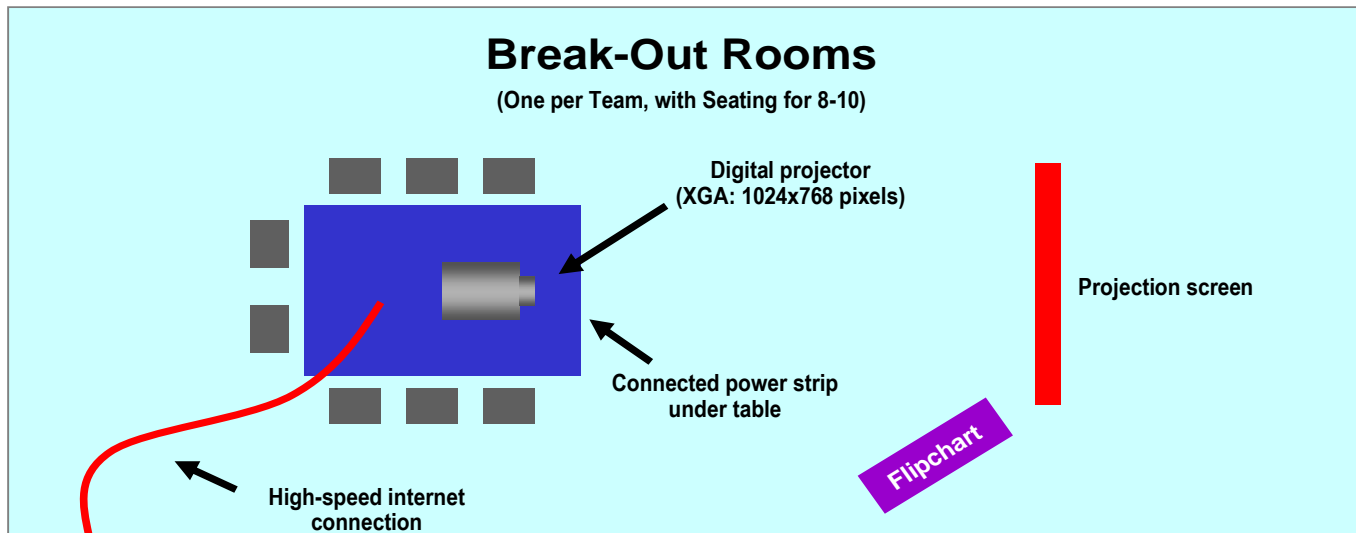 Break-Out Rooms
(One per Team, with Seating for 8-10)
Digital projector
(XGA: 1024x768 pixels)
Projection screen
Connected power strip
under table
Flipchart
High-speed internet
connection